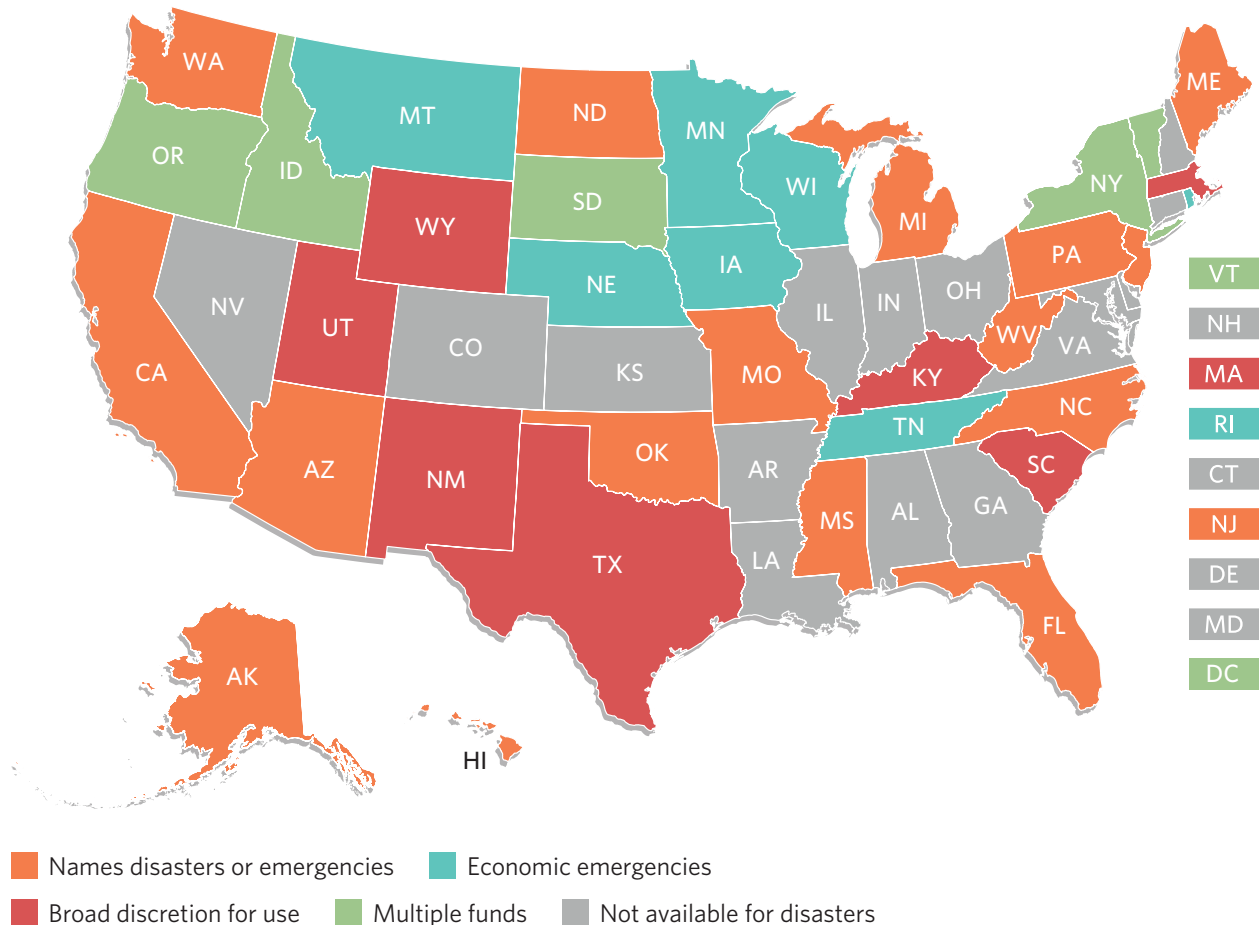 WA
ME
MT
ND
MN
OR
ID
NY
SD
WI
MI
WY
PA
VT
NE
IA
OH
NV
IL
IN
NH
UT
WV
VA
CO
KS
MO
KY
MA
CA
NC
TN
RI
AZ
NM
OK
AR
SC
CT
MS
AL
GA
NJ
LA
TX
DE
FL
MD
AK
DC
HI
Names disasters or emergencies
Economic emergencies
Broad discretion for use
Multiple funds
Not available for disasters